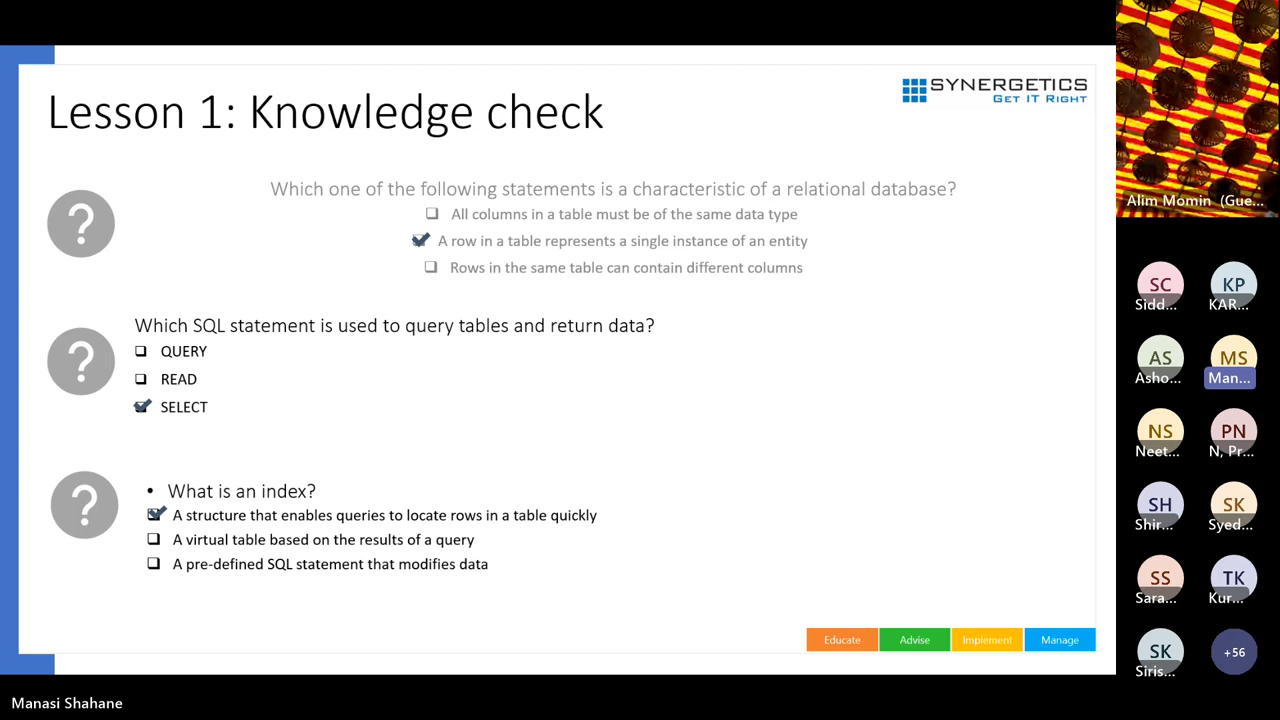 Lesson 1: Knowledge check
SYNERGETICS
GET IT RIGHT
Which one of the following statements is a characteristic of a relational database?
All columns in a table must be of the same data type
A row in a table represents a single instance of an entity
Rows in the same table can contain different columns
Which SQL statement is used to query tables and return data?
QUERY
READ
SELECT
• What is an index?
A structure that enables queries to locate rows in a table quickly
A virtual table based on the results of a query
A pre-defined SQL statement that modifies data
Educate Advise Implement Manage
Manasi Shahane
Alim Momin (Gue...
SC KP
Sidd... KAR...
AS MS
Asho... Man...
NS PN
Neet... N, Pr...
SH SK
Shir... Syed...
SS TK
Sara... Kur...
SK +56
Siris...